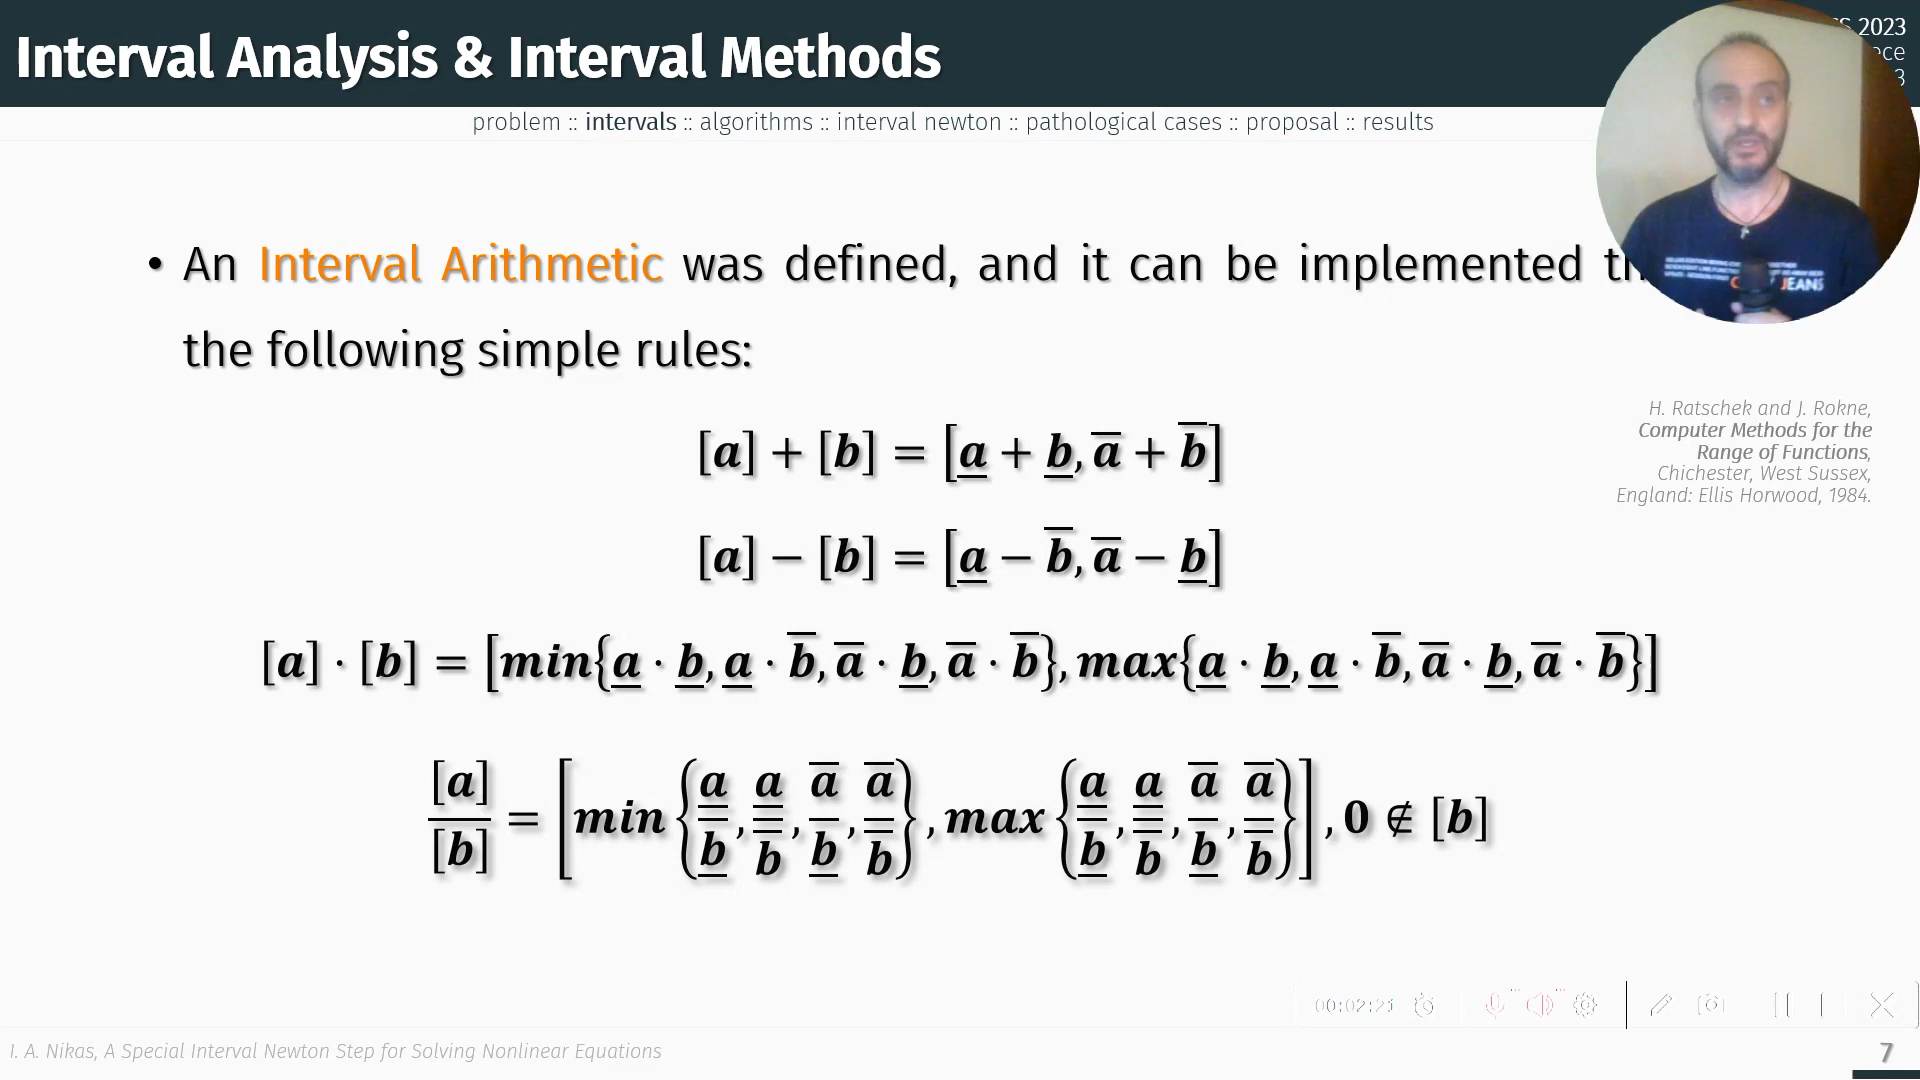 Interval Analysis & Interval Methods
2023
problem :: intervals :: algorithms :: interval newton :: pathological cases :: proposal :: results
• An Interval Arithmetic was defined, and it can be implemented
the following simple rules:
[a] + [b] = [a̲ + b̲, a̅ + b̅]
[a] − [b] = [a̲ − b̅, a̅ − b̲]
[a] · [b] = [min{a̲ · b̲, a̲ · b̅, a̅ · b̲, a̅ · b̅}, max{a̲ · b̲, a̲ · b̅, a̅ · b̲, a̅ · b̅}]
[a]/[b] = [min{a̲/b̲, a̲/b̅, a̅/b̲, a̅/b̅}, max{a̲/b̲, a̲/b̅, a̅/b̲, a̅/b̅}], 0 ∉ [b]
H. Ratschek and J. Rokne,
Computer Methods for the
Range of Functions,
Chichester, West Sussex,
England: Ellis Horwood, 1984.
JEANS
00:02:21
I. A. Nikas, A Special Interval Newton Step for Solving Nonlinear Equations
7